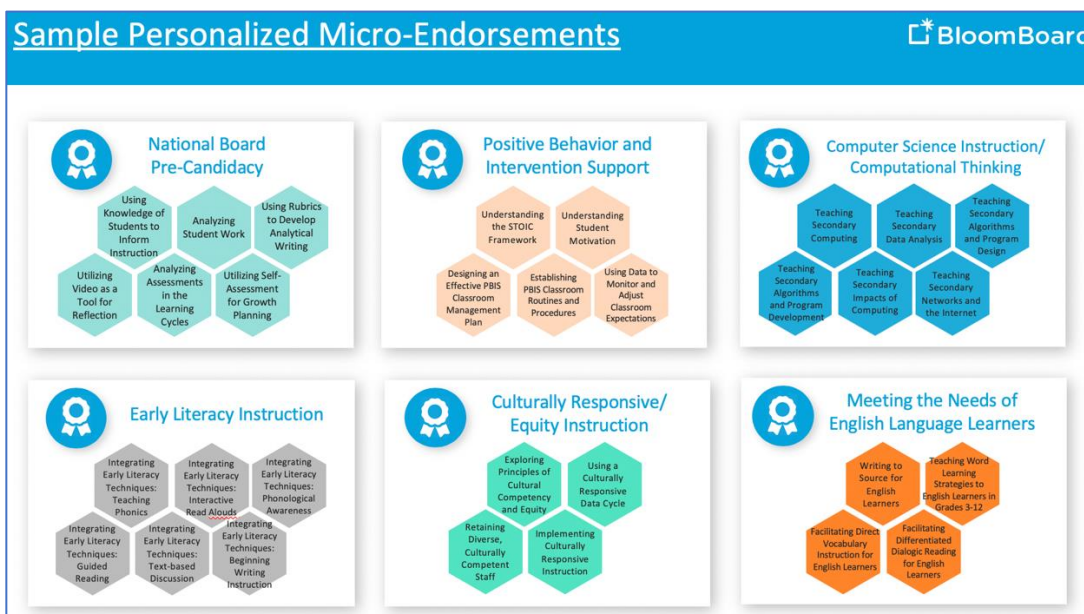 Sample Personalized Micro-Endorsements
BloomBoard
National Board
Pre-Candidacy
Using
Knowledge of
Students to
Inform
Instruction
Analyzing
Student Work
Using Rubrics
to Develop
Analytical
Writing
Utilizing
Video as a
Tool for
Reflection
Analyzing
Assessments
in the
Learning
Cycles
Utilizing Self-
Assessment
for Growth
Planning
Positive Behavior and
Intervention Support
Understanding
the STOIC
Framework
Understanding
Student
Motivation
Designing an
Effective PBIS
Classroom
Management
Plan
Establishing
PBIS Classroom
Routines and
Procedures
Using Data to
Monitor and
Adjust
Classroom
Expectations
Computer Science Instruction/
Computational Thinking
Teaching
Secondary
Computing
Teaching
Secondary
Data Analysis
Teaching
Secondary
Algorithms
and Program
Design
Teaching
Secondary
Algorithms
and Program
Development
Teaching
Secondary
Impacts of
Computing
Teaching
Secondary
Networks and
the Internet
Early Literacy Instruction
Integrating
Early Literacy
Techniques:
Teaching
Phonics
Integrating
Early Literacy
Techniques:
Interactive
Read Alouds
Integrating
Early Literacy
Techniques:
Phonological
Awareness
Integrating
Early Literacy
Techniques:
Guided
Reading
Integrating
Early Literacy
Techniques:
Text-based
Discussion
Integrating
Early Literacy
Techniques:
Beginning
Writing
Instruction
Culturally Responsive/
Equity Instruction
Exploring
Principles of
Cultural
Competency
and Equity
Using a
Culturally
Responsive
Data Cycle
Retaining
Diverse,
Culturally
Competent
Staff
Implementing
Culturally
Responsive
Instruction
Meeting the Needs of
English Language Learners
Writing to
Source for
English
Learners
Teaching Word
Learning
Strategies to
English Learners in
Grades 3-12
Facilitating Direct
Vocabulary
Instruction for
English Learners
Facilitating
Differentiated
Dialogic Reading
for English
Learners